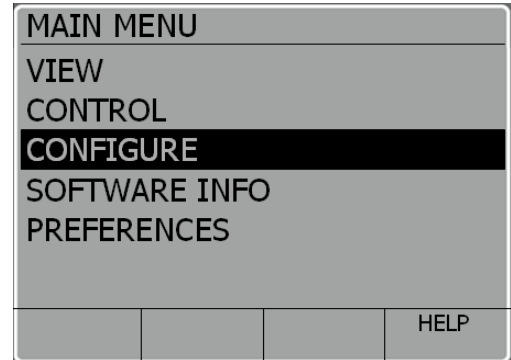 MAIN MENU
VIEW
CONTROL
CONFIGURE
SOFTWARE INFO
PREFERENCES
HELP